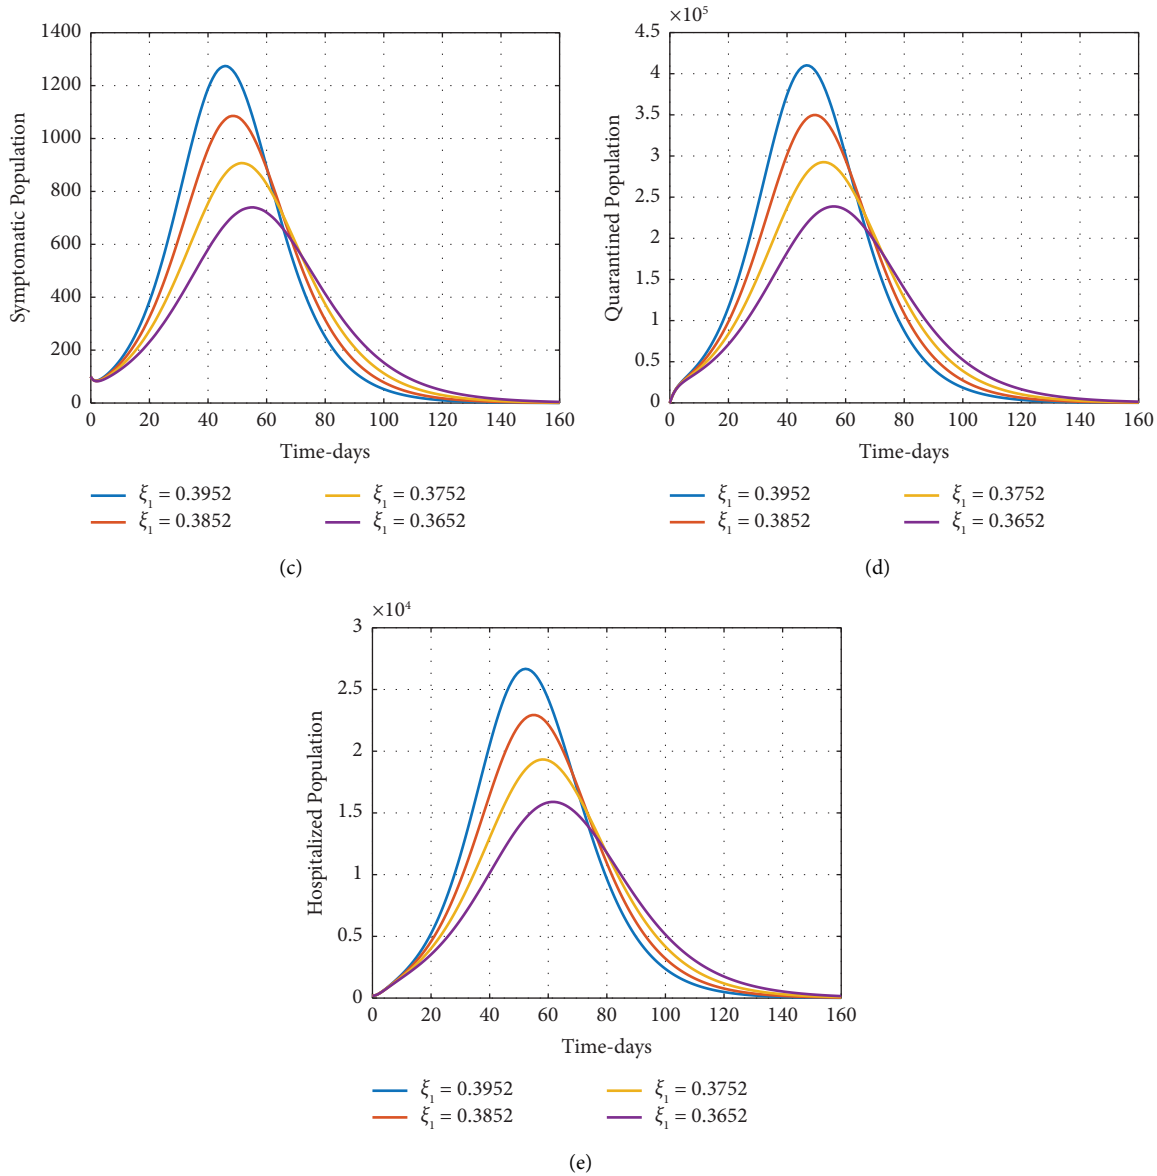 1400
1200
1000
800
600
400
200
0
Symptomatic Population
0 20 40 60 80 100 120 140 160
Time-days
ξ1 = 0.3952
ξ1 = 0.3852
ξ1 = 0.3752
ξ1 = 0.3652
(c)
×10⁵
4.5
4
3.5
3
2.5
2
1.5
1
0.5
0
Quarantined Population
0 20 40 60 80 100 120 140 160
Time-days
ξ1 = 0.3952
ξ1 = 0.3852
ξ1 = 0.3752
ξ1 = 0.3652
(d)
×10⁴
3
2.5
2
1.5
1
0.5
0
Hospitalized Population
0 20 40 60 80 100 120 140 160
Time-days
ξ1 = 0.3952
ξ1 = 0.3852
ξ1 = 0.3752
ξ1 = 0.3652
(e)